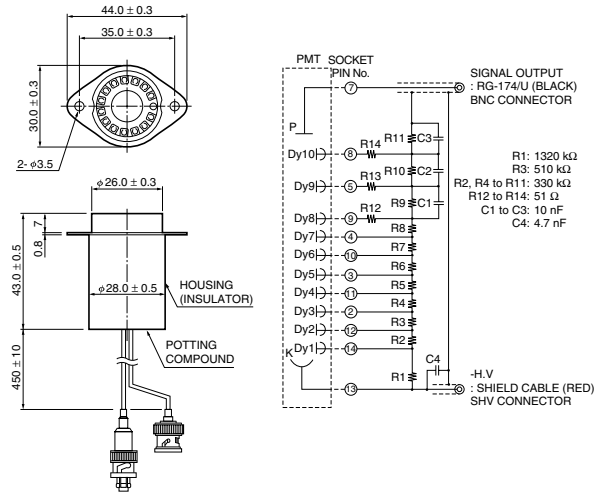 44.0 ± 0.3
35.0 ± 0.3
30.0 ± 0.3
2- φ3.5
φ26.0 ± 0.3
7
0.8
43.0 ± 0.5
φ28.0 ± 0.5
HOUSING
(INSULATOR)
POTTING
COMPOUND
450 ± 10
PMT
SOCKET
PIN No.
7
SIGNAL OUTPUT
: RG-174/U (BLACK)
BNC CONNECTOR
P
R11
C3
Dy10
8
R14
R10
C2
Dy9
5
R13
R9
C1
Dy8
9
R12
R8
Dy7
4
R7
Dy6
10
R6
Dy5
3
R5
Dy4
11
R4
Dy3
2
R3
Dy2
12
R2
Dy1
14
K
R1
C4
13
R1: 1320 kΩ
R3: 510 kΩ
R2, R4 to R11: 330 kΩ
R12 to R14: 51 Ω
C1 to C3: 10 nF
C4: 4.7 nF
-H.V
: SHIELD CABLE (RED)
SHV CONNECTOR